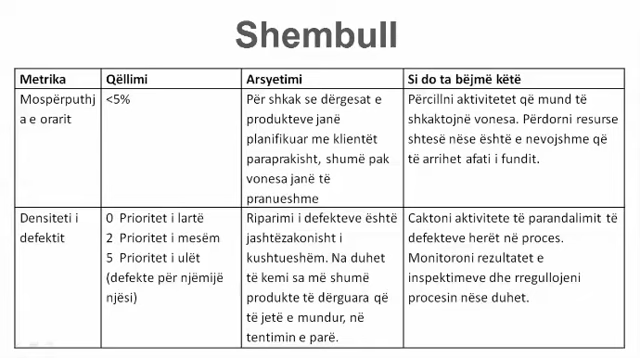 Shembull
Metrika
Qëllimi
Arsyetimi
Si do ta bëjmë këtë
Mospërputhj
a e orarit
<5%
Për shkak se dërgesat e
produkteve janë
planifikuar me klientët
paraprakisht, shumë pak
vonesa janë të
pranueshme
Përcillni aktivitetet që mund të
shkaktojnë vonesa. Përdorni resurse
shtesë nëse është e nevojshme që
të arrihet afati i fundit.
Densiteti i
defektit
0 Prioritet i lartë
2 Prioritet i mesëm
5 Prioritet i ulët
(defekte për njëmijë
njësi)
Riparimi i defekteve është
jashtëzakonisht i
kushtueshëm. Na duhet
të kemi sa më shumë
produkte të dërguara që
të jetë e mundur, në
tentimin e parë.
Caktoni aktivitete të parandalimit të
defekteve herët në proces.
Monitoroni rezultatet e
inspektimeve dhe rregullojeni
procesin nëse duhet.